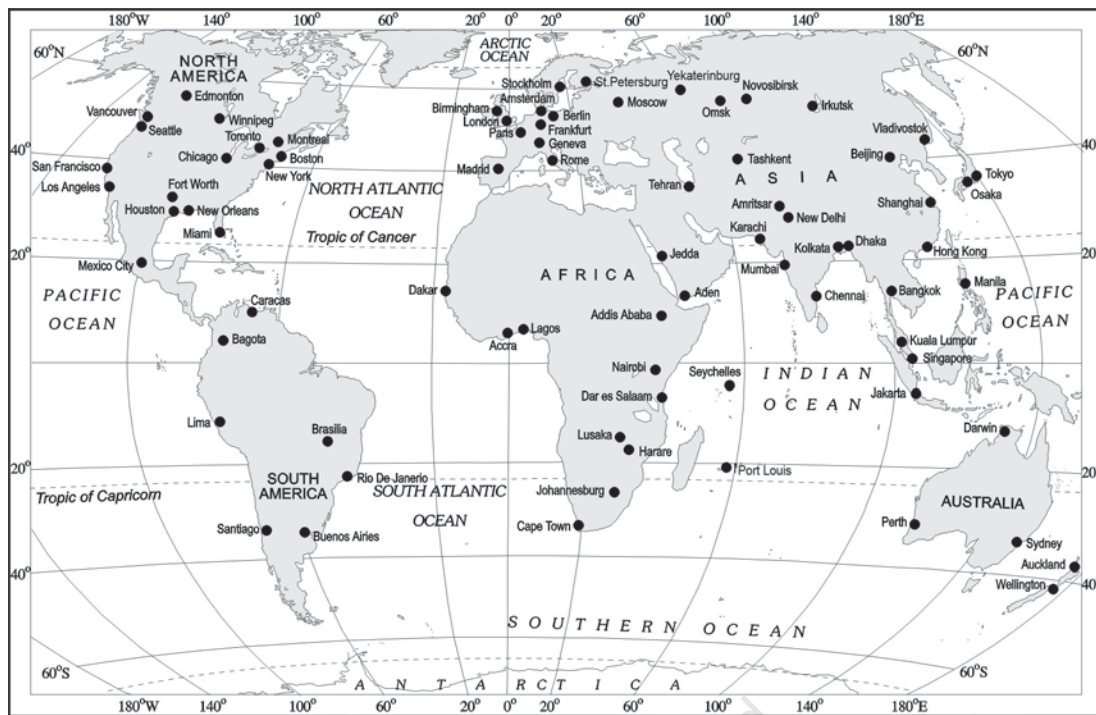 180°W 140° 100° 60° 20° 0° 20° 60° 100° 140° 180°E
60°N
ARCTIC
OCEAN
60°N
NORTH
AMERICA
Edmonton
Vancouver
Seattle
Winnipeg
Toronto
Montreal
Chicago
Boston
New York
San Francisco
Los Angeles
Fort Worth
Houston
New Orleans
Miami
Mexico City
40°
20°
NORTH ATLANTIC
OCEAN
Tropic of Cancer
Stockholm
St.Petersburg
Yekaterinburg
Novosibirsk
Amsterdam
Birmingham
London
Berlin
Moscow
Omsk
Irkutsk
Paris
Frankfurt
Geneva
Madrid
Rome
Vladivostok
Beijing
40°
Tashkent
Tehran
ASIA
Tokyo
Osaka
Amritsar
New Delhi
Shanghai
Karachi
Kolkata
Dhaka
Hong Kong
20°
Mumbai
Jedda
AFRICA
Dakar
Aden
Chennal
Bangkok
Manila
PACIFIC
OCEAN
PACIFIC
OCEAN
Caracas
Bagota
Addis Ababa
Lagos
Accra
Kuala Lumpur
Singapore
Nairobi
Seychelles
INDIAN
OCEAN
Dar es Salaam
Jakarta
Lima
Brasilia
Lusaka
Harare
Darwin
20°
SOUTH
AMERICA
Rio De Janerio
Port Louis
20°
Tropic of Capricorn
SOUTH ATLANTIC
OCEAN
Johannesburg
AUSTRALIA
Santiago
Buenos Airies
Cape Town
Perth
Sydney
Auckland
Wellington
40°
40°
SOUTHERN OCEAN
60°S
60°S
ANTARCTICA
180°W 140° 100° 60° 20° 0° 20° 60° 100° 140° 180°E